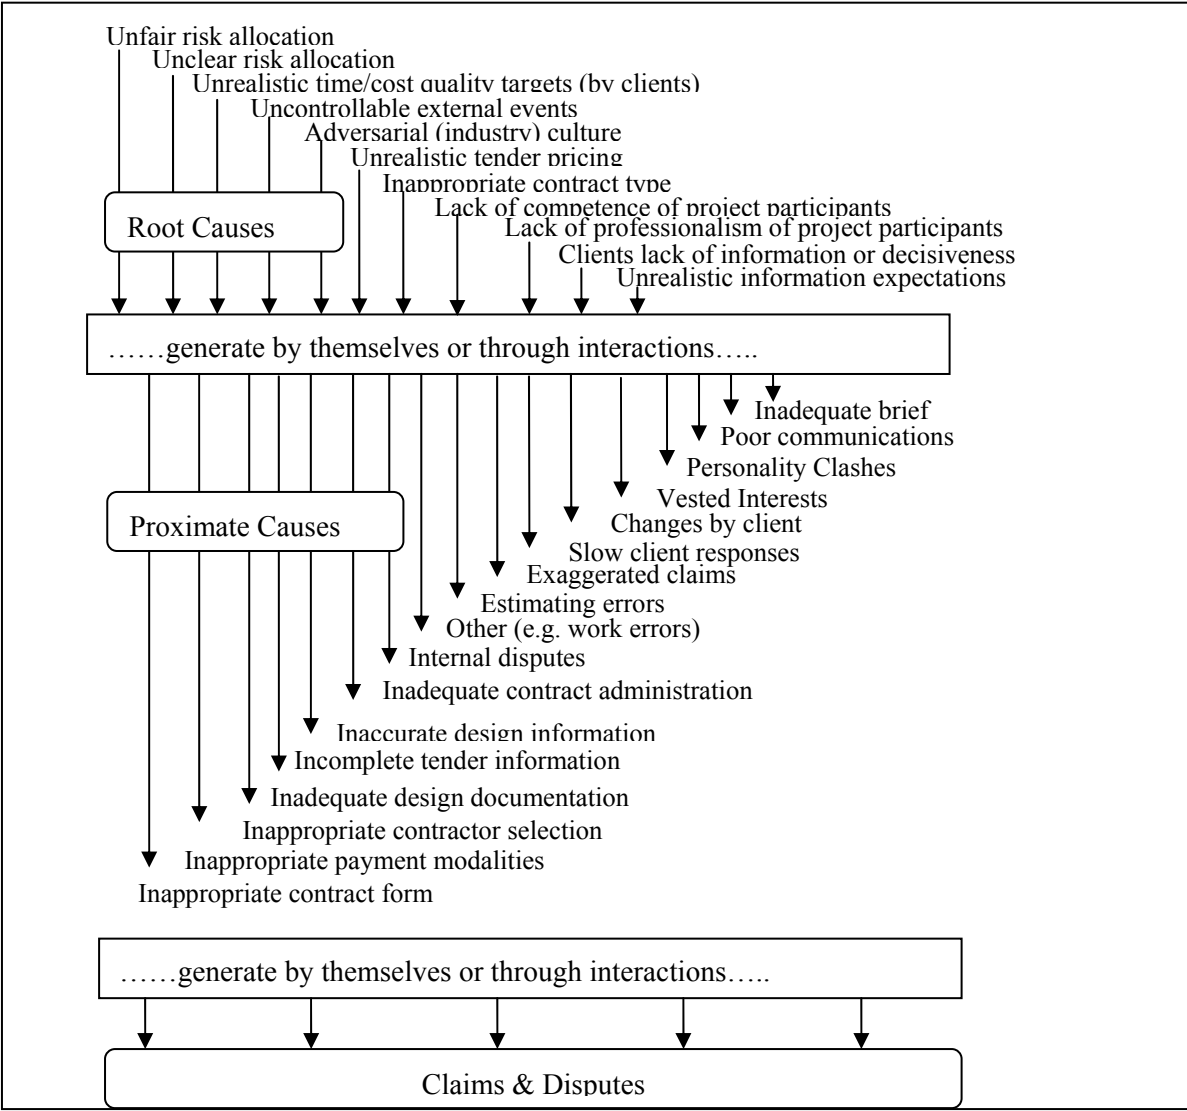 Unfair risk allocation
Unclear risk allocation
Unrealistic time/cost quality targets (by clients)
Uncontrollable external events
Adversarial (industry) culture
Unrealistic tender pricing
Inappropriate contract type
Lack of competence of project participants
Root Causes
Lack of professionalism of project participants
Clients lack of information or decisiveness
Unrealistic information expectations
……generate by themselves or through interactions…..
Inadequate brief
Poor communications
Personality Clashes
Vested Interests
Changes by client
Proximate Causes
Slow client responses
Exaggerated claims
Estimating errors
Other (e.g. work errors)
Internal disputes
Inadequate contract administration
Inaccurate design information
Incomplete tender information
Inadequate design documentation
Inappropriate contractor selection
Inappropriate payment modalities
Inappropriate contract form
……generate by themselves or through interactions…..
Claims & Disputes